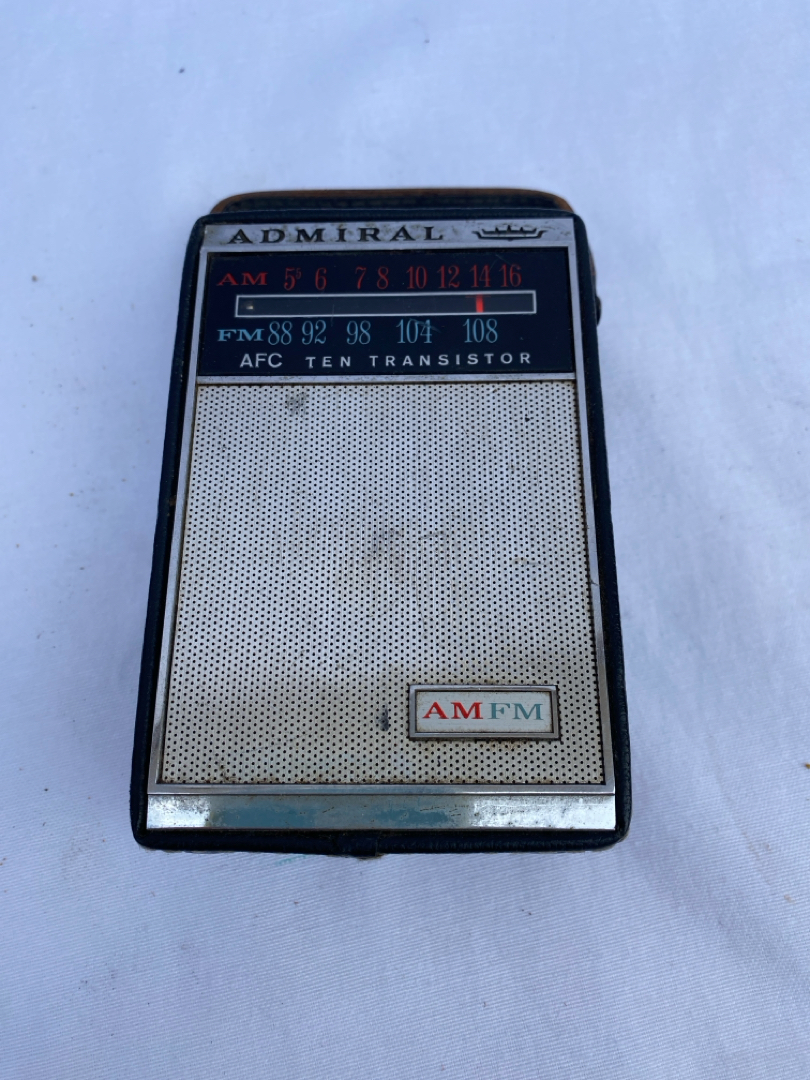 ADMIRAL
AM 5⁵ 6 7 8 10 12 14 16
FM 88 92 98 104 108
AFC TEN TRANSISTOR
AMFM